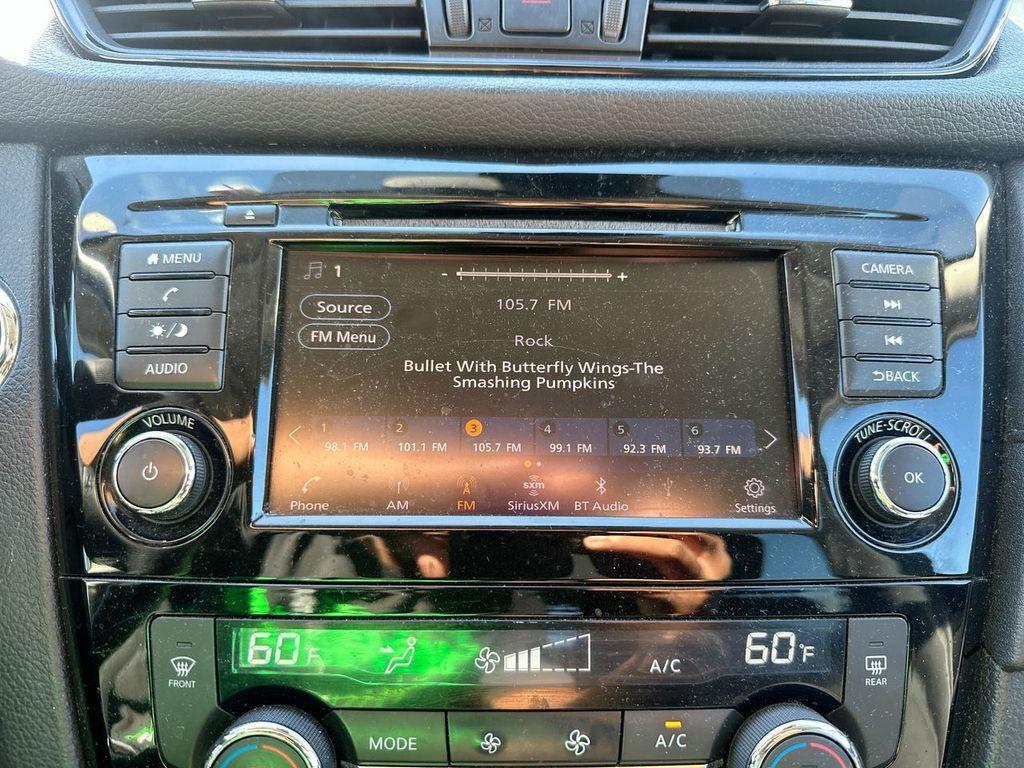 MENU
AUDIO
VOLUME
1
- +
105.7 FM
Source
FM Menu
Rock
Bullet With Butterfly Wings-The
Smashing Pumpkins
1 2 3 4 5 6
98.1 FM 101.1 FM 105.7 FM 99.1 FM 92.3 FM 93.7 FM
sxm
Phone AM FM SiriusXM BT Audio Settings
CAMERA
BACK
TUNE·SCROLL
OK
60°F A/C 60°F
FRONT
REAR
MODE A/C